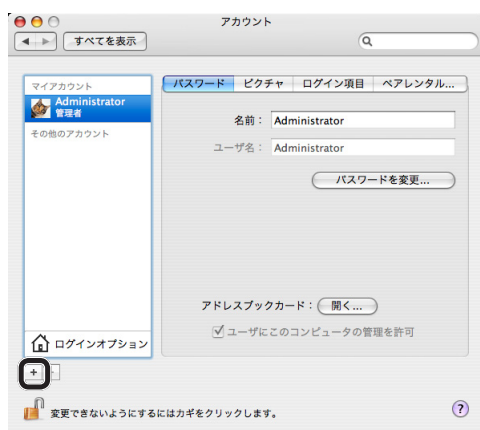 アカウント
すべてを表示
マイアカウント
Administrator
管理者
その他のアカウント
ログインオプション
パスワード ピクチャ ログイン項目 ペアレンタル...
名前： Administrator
ユーザ名： Administrator
パスワードを変更...
アドレスブックカード： 開く...
ユーザにこのコンピュータの管理を許可
+
変更できないようにするにはカギをクリックします。
?